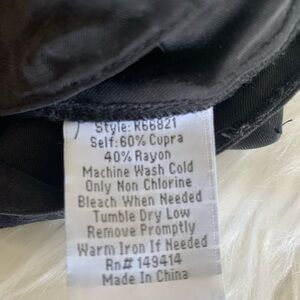 Style: R66821
Self:60% Cupra
40% Rayon
Machine Wash Cold
Only Non Chlorine
Bleach When Needed
Tumble Dry Low
Remove Promptly
Warm Iron If Needed
Rn# 149414
Made In China